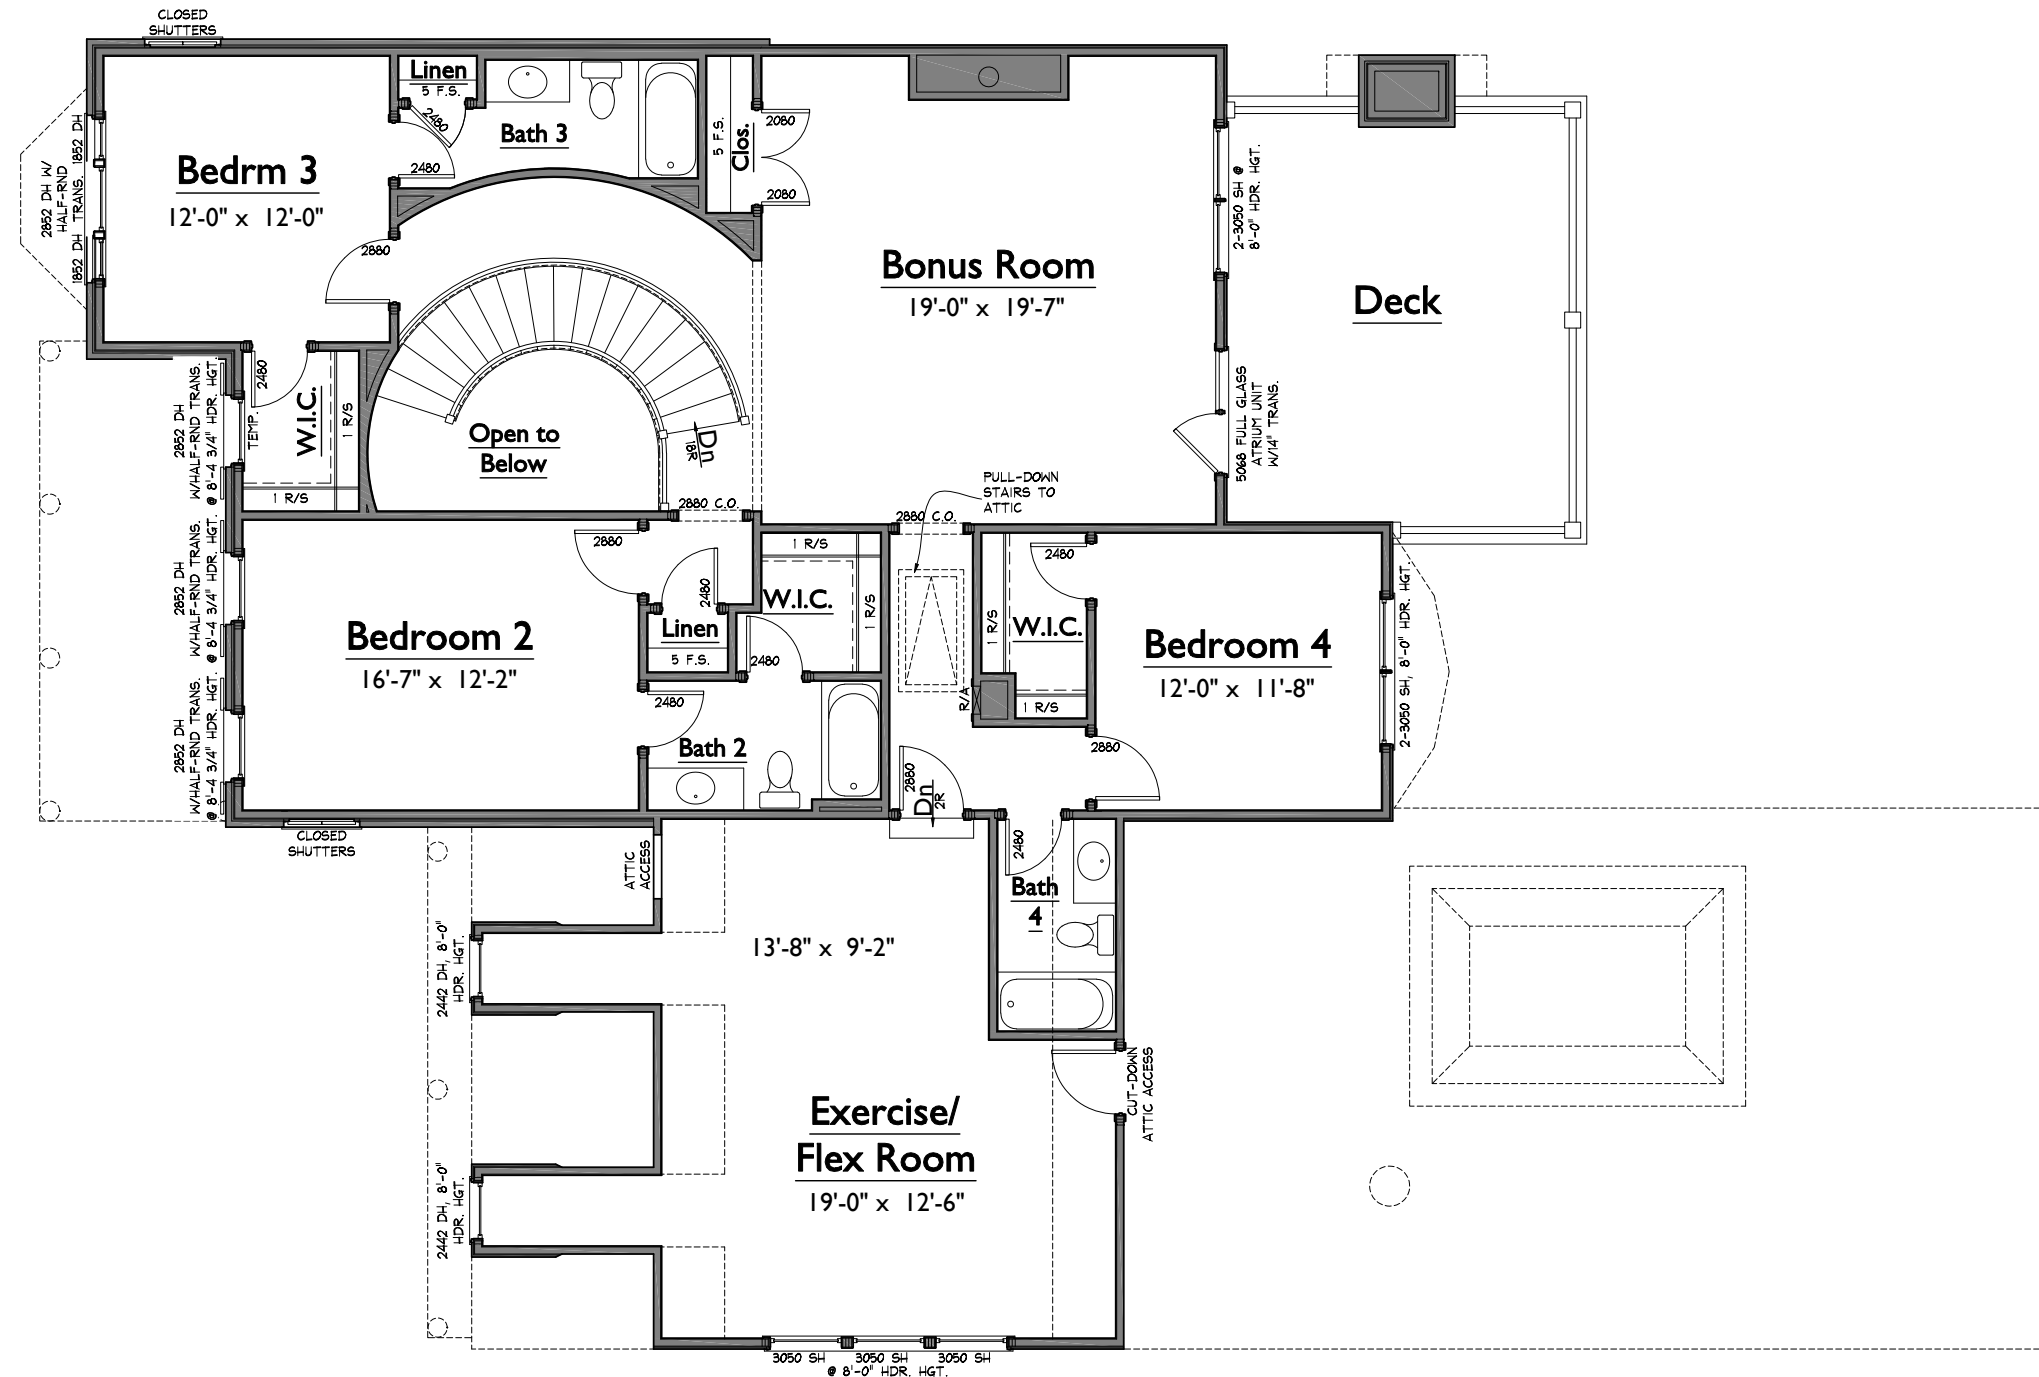 CLOSED
SHUTTERS
Linen
5 F.S.
2480
Bath 3
2480
Bedrm 3
12'-0" x 12'-0"
2880
1852 DH
2852 DH W/
HALF-RND
TRANS.
1852 DH
5 F.S.
Clos.
2080
2080
Bonus Room
19'-0" x 19'-7"
2-3050 SH @
8'-0" HDR. HGT.
Deck
5068 FULL GLASS
ATRIUM UNIT
W/14" TRANS.
2480
TEMP.
W.I.C.
1 R/S
1 R/S
2852 DH
W/HALF-RND TRANS.
@ 8'-4 3/4" HDR. HGT.
Open to
Below
Dn
18R
2880 C.O.
PULL-DOWN
STAIRS TO
ATTIC
2880 C.O.
2852 DH
W/HALF-RND TRANS.
@ 8'-4 3/4" HDR. HGT.
2880
2480
Bedroom 2
16'-7" x 12'-2"
Linen
5 F.S.
1 R/S
W.I.C.
1 R/S
2480
2480
1 R/S
W.I.C.
1 R/S
R/A
Bedroom 4
12'-0" x 11'-8"
2-3050 SH, 8'-0" HDR. HGT.
2852 DH
W/HALF-RND TRANS.
@ 8'-4 3/4" HDR. HGT.
2480
Bath 2
2880
Dn
2R
2880
CLOSED
SHUTTERS
ATTIC
ACCESS
2480
Bath
4
2442 DH, 8'-0"
HDR. HGT.
13'-8" x 9'-2"
CUT-DOWN
ATTIC ACCESS
Exercise/
Flex Room
19'-0" x 12'-6"
2442 DH, 8'-0"
HDR. HGT.
3050 SH 3050 SH 3050 SH
@ 8'-0" HDR. HGT.